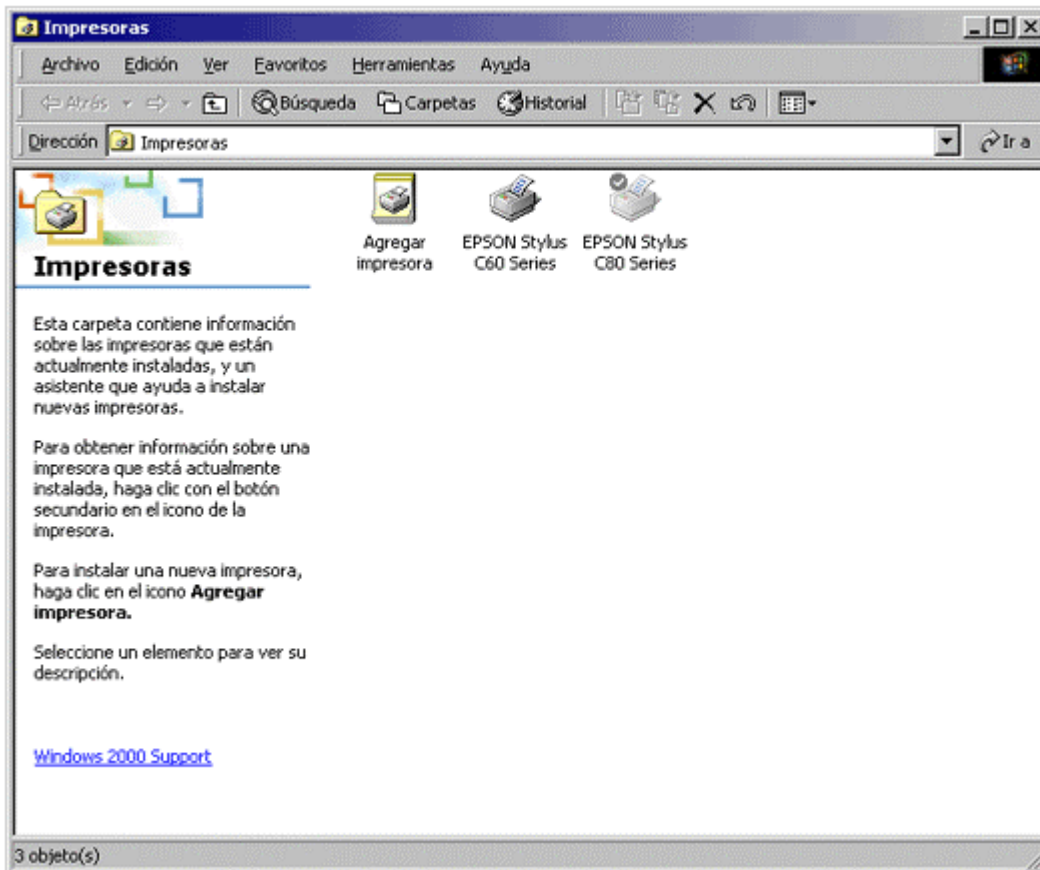 Impresoras
Archivo Edición Ver Favoritos Herramientas Ayuda
Atrás Búsqueda Carpetas Historial
Dirección Impresoras Ir a
Agregar impresora
EPSON Stylus C60 Series
EPSON Stylus C80 Series
Impresoras
Esta carpeta contiene información
sobre las impresoras que están
actualmente instaladas, y un
asistente que ayuda a instalar
nuevas impresoras.
Para obtener información sobre una
impresora que está actualmente
instalada, haga clic con el botón
secundario en el icono de la
impresora.
Para instalar una nueva impresora,
haga clic en el icono Agregar
impresora.
Seleccione un elemento para ver su
descripción.
Windows 2000 Support
3 objeto(s)